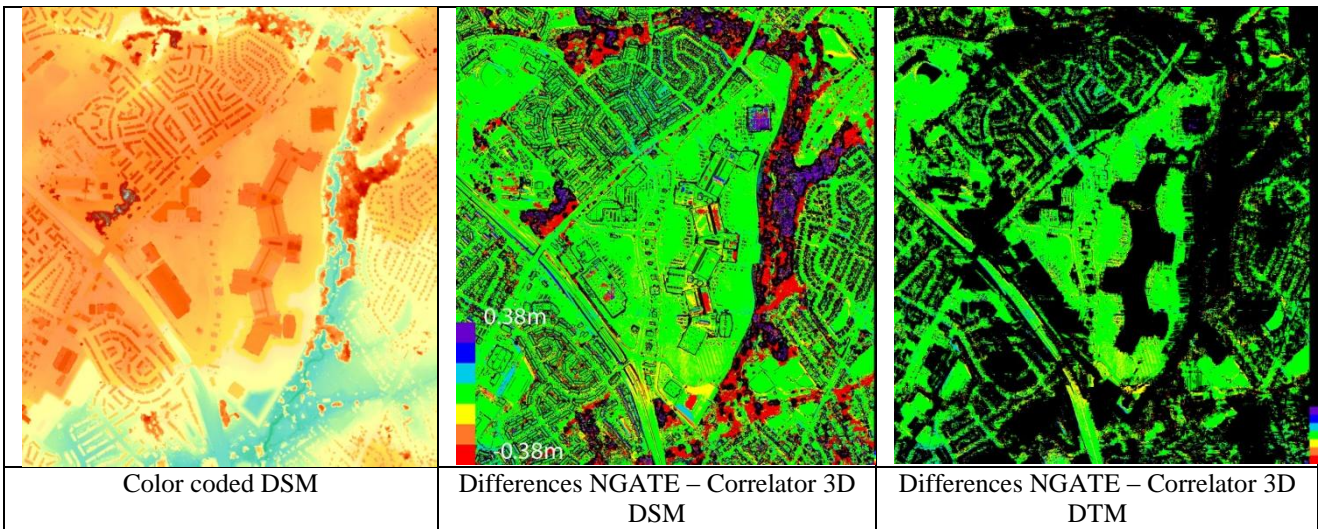 0.38m
-0.38m
Color coded DSM
Differences NGATE – Correlator 3D
DSM
Differences NGATE – Correlator 3D
DTM